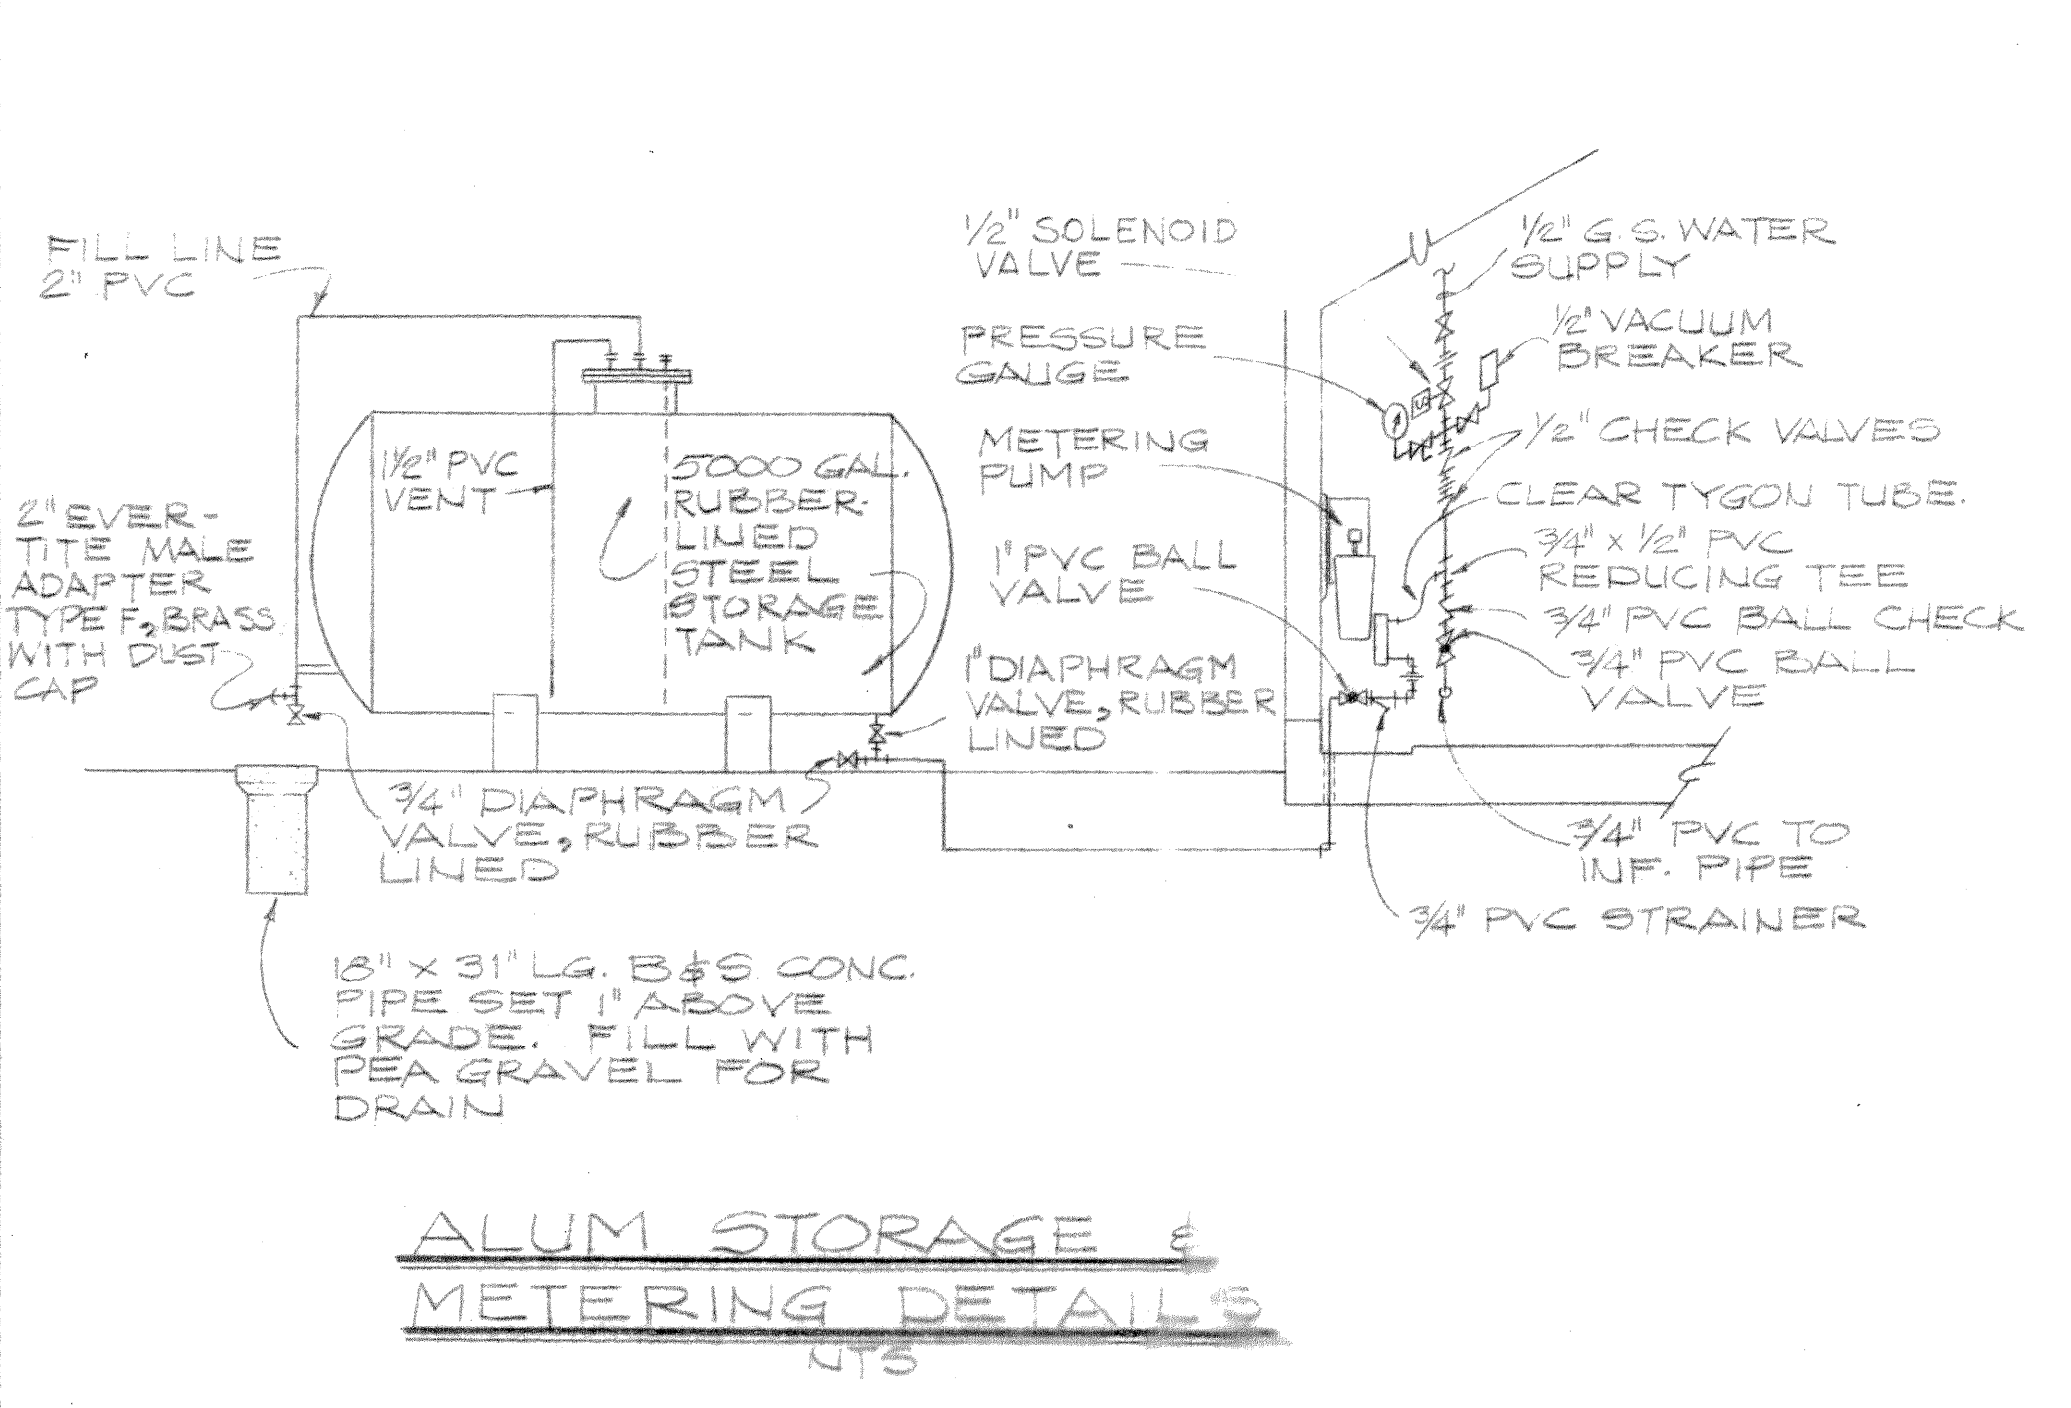 FILL LINE
2" PVC
2" EVER-
TITE MALE
ADAPTER
TYPE F, BRASS
WITH DUST
CAP
1½" PVC
VENT
5000 GAL.
RUBBER-
LINED
STEEL
STORAGE
TANK
3/4" DIAPHRAGM
VALVE, RUBBER
LINED
18" X 31" LG. B & S CONC.
PIPE SET 1" ABOVE
GRADE. FILL WITH
PEA GRAVEL FOR
DRAIN
1/2" SOLENOID
VALVE
PRESSURE
GAUGE
METERING
PUMP
1" PVC BALL
VALVE
1" DIAPHRAGM
VALVE, RUBBER
LINED
S
1/2" G.S. WATER
SUPPLY
1/2" VACUUM
BREAKER
1/2" CHECK VALVES
CLEAR TYGON TUBE.
3/4" x 1/2" PVC
REDUCING TEE
3/4" PVC BALL CHECK
3/4" PVC BALL
VALVE
3/4" PVC TO
INF. PIPE
3/4" PVC STRAINER
ALUM STORAGE &
METERING DETAILS
NTS